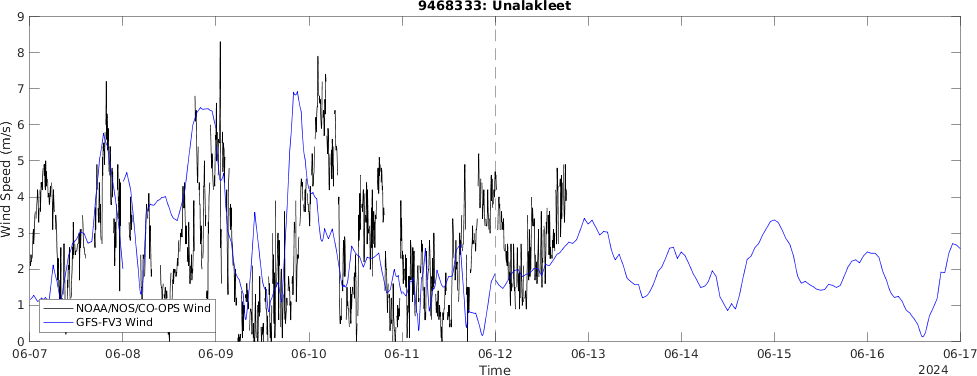 9468333: Unalakleet
9
8
7
6
5
4
3
2
1
0
Wind Speed (m/s)
NOAA/NOS/CO-OPS Wind
GFS-FV3 Wind
06-07 06-08 06-09 06-10 06-11 06-12 06-13 06-14 06-15 06-16 06-17
Time
2024